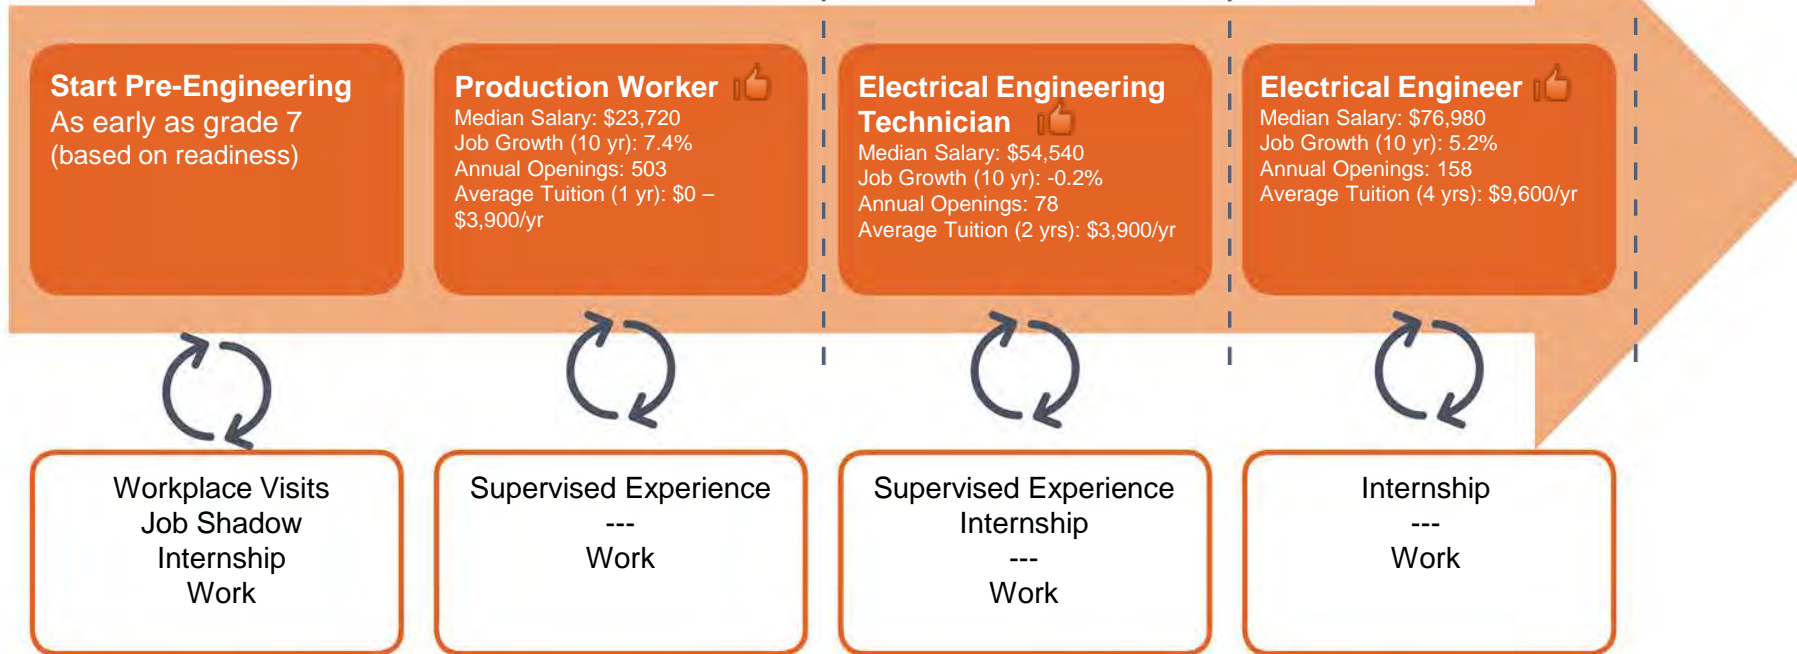 Start Pre-Engineering
As early as grade 7
(based on readiness)
Production Worker
Median Salary: $23,720
Job Growth (10 yr): 7.4%
Annual Openings: 503
Average Tuition (1 yr): $0 –
$3,900/yr
Electrical Engineering
Technician
Median Salary: $54,540
Job Growth (10 yr): -0.2%
Annual Openings: 78
Average Tuition (2 yrs): $3,900/yr
Electrical Engineer
Median Salary: $76,980
Job Growth (10 yr): 5.2%
Annual Openings: 158
Average Tuition (4 yrs): $9,600/yr
Workplace Visits
Job Shadow
Internship
Work
Supervised Experience
---
Work
Supervised Experience
Internship
---
Work
Internship
---
Work